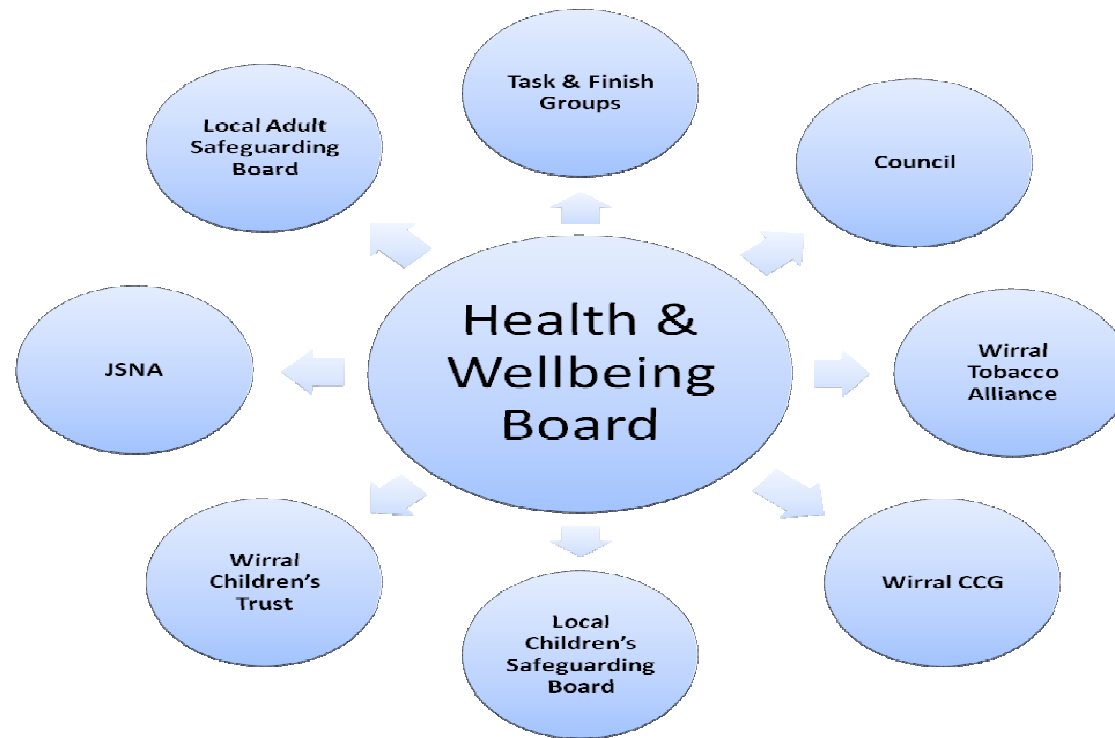 Task & Finish
Groups
Local Adult
Safeguarding
Board
Council
Health &
Wellbeing
Board
JSNA
Wirral
Tobacco
Alliance
Wirral
Children's
Trust
Wirral CCG
Local
Children's
Safeguarding
Board